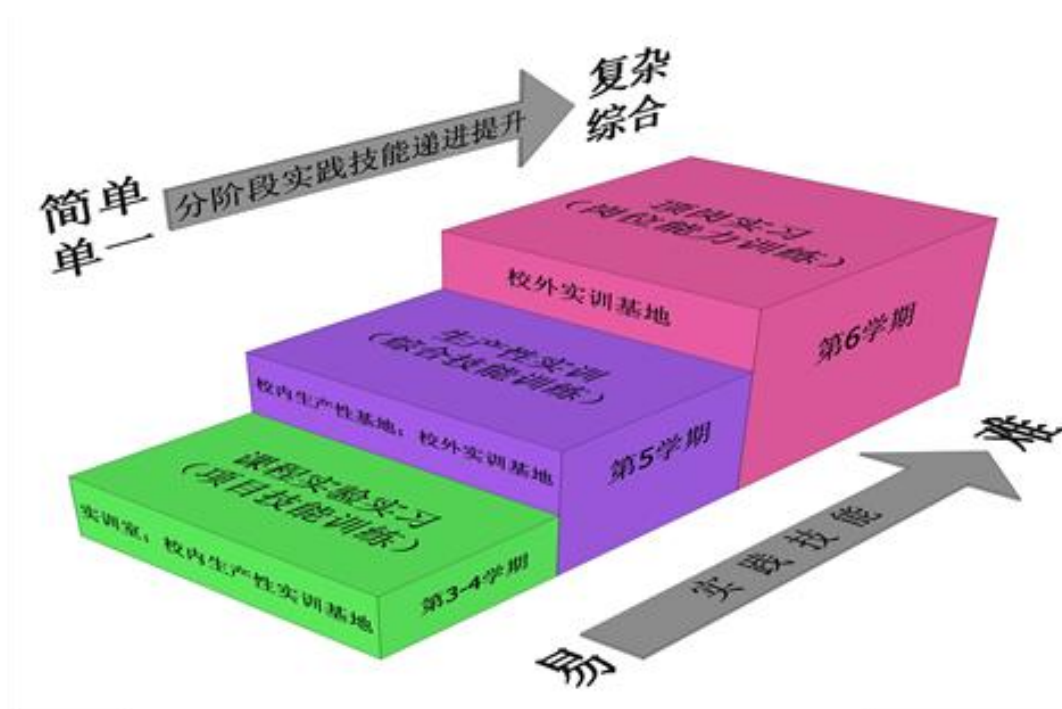 复杂
综合
分阶段实践技能递进提升
简单
单一
顶岗实习
（岗位能力训练）
校外实训基地
第6学期
生产性实训
（综合技能训练）
校内生产性基地；校外实训基地
第5学期
课程实验实习
（项目技能训练）
实训室；校内生产性实训基地
第3-4学期
难
实践技能
易